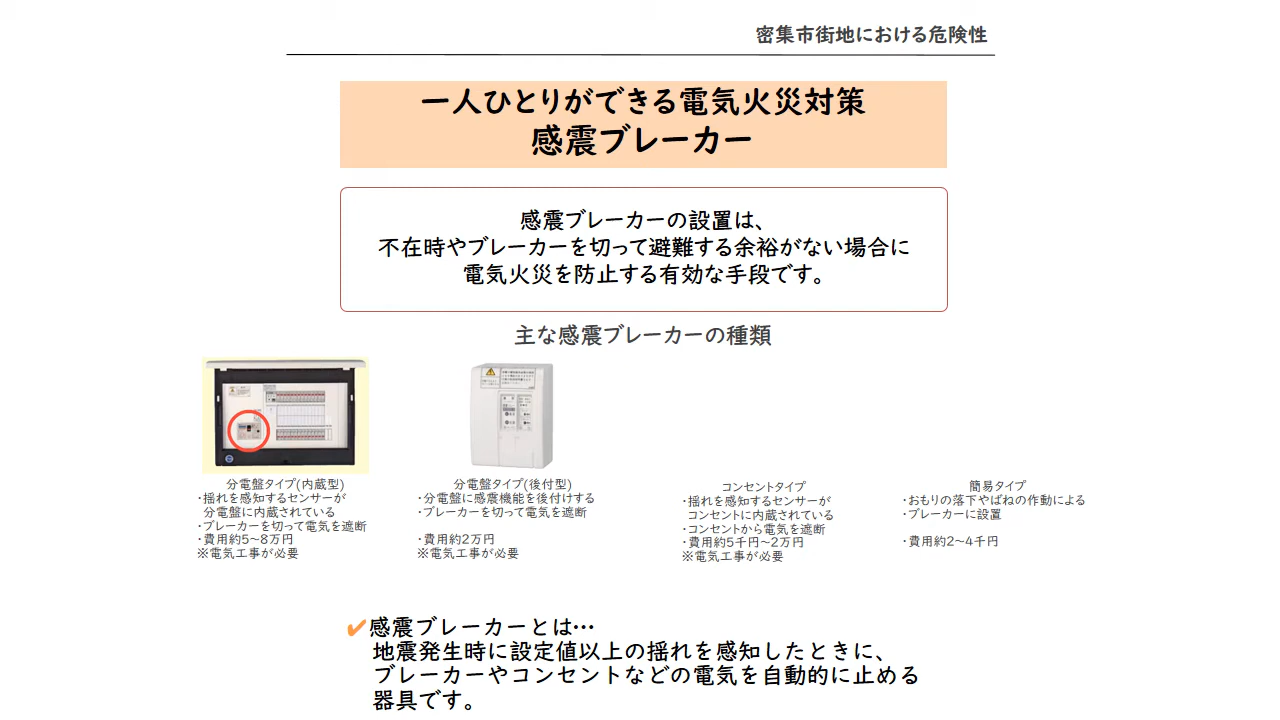 密集市街地における危険性
一人ひとりができる電気火災対策
感震ブレーカー
感震ブレーカーの設置は、
不在時やブレーカーを切って避難する余裕がない場合に
電気火災を防止する有効な手段です。
主な感震ブレーカーの種類
分電盤タイプ(内蔵型)
・揺れを感知するセンサーが
分電盤に内蔵されている
・ブレーカーを切って電気を遮断
・費用約5~8万円
※電気工事が必要
分電盤タイプ(後付型)
・分電盤に感震機能を後付けする
・ブレーカーを切って電気を遮断
・費用約2万円
※電気工事が必要
コンセントタイプ
・揺れを感知するセンサーが
コンセントに内蔵されている
・コンセントから電気を遮断
・費用約5千円~2万円
※電気工事が必要
簡易タイプ
・おもりの落下やばねの作動による
・ブレーカーに設置
・費用約2~4千円
✔感震ブレーカーとは…
地震発生時に設定値以上の揺れを感知したときに、
ブレーカーやコンセントなどの電気を自動的に止める
器具です。